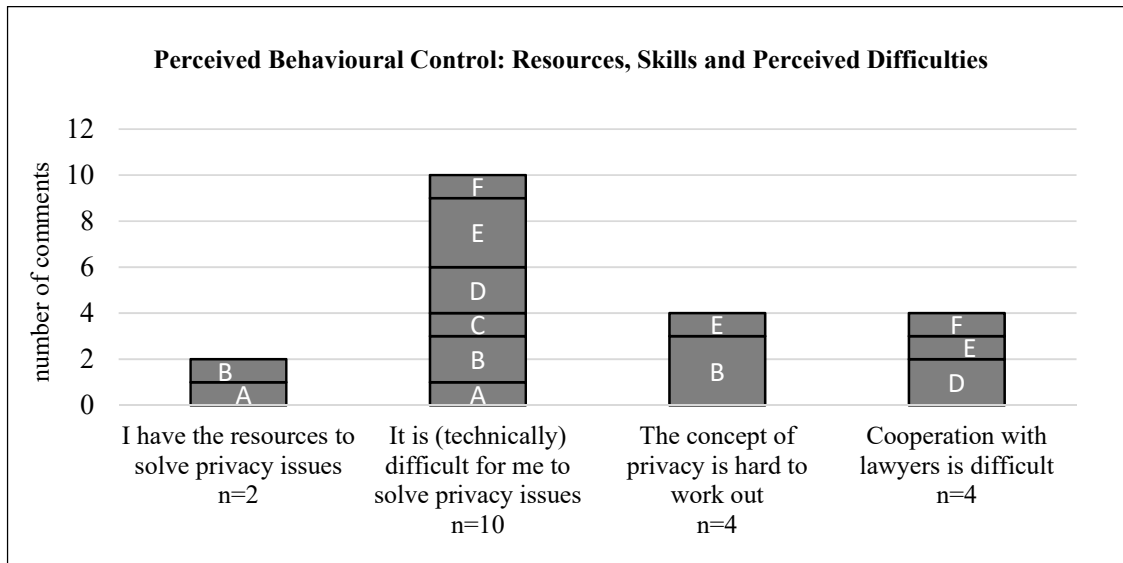 Perceived Behavioural Control: Resources, Skills and Perceived Difficulties
number of comments
12
10
8
6
4
2
0
B
A
F
E
D
C
B
A
E
B
F
E
D
I have the resources to
solve privacy issues
n=2
It is (technically)
difficult for me to
solve privacy issues
n=10
The concept of
privacy is hard to
work out
n=4
Cooperation with
lawyers is difficult
n=4